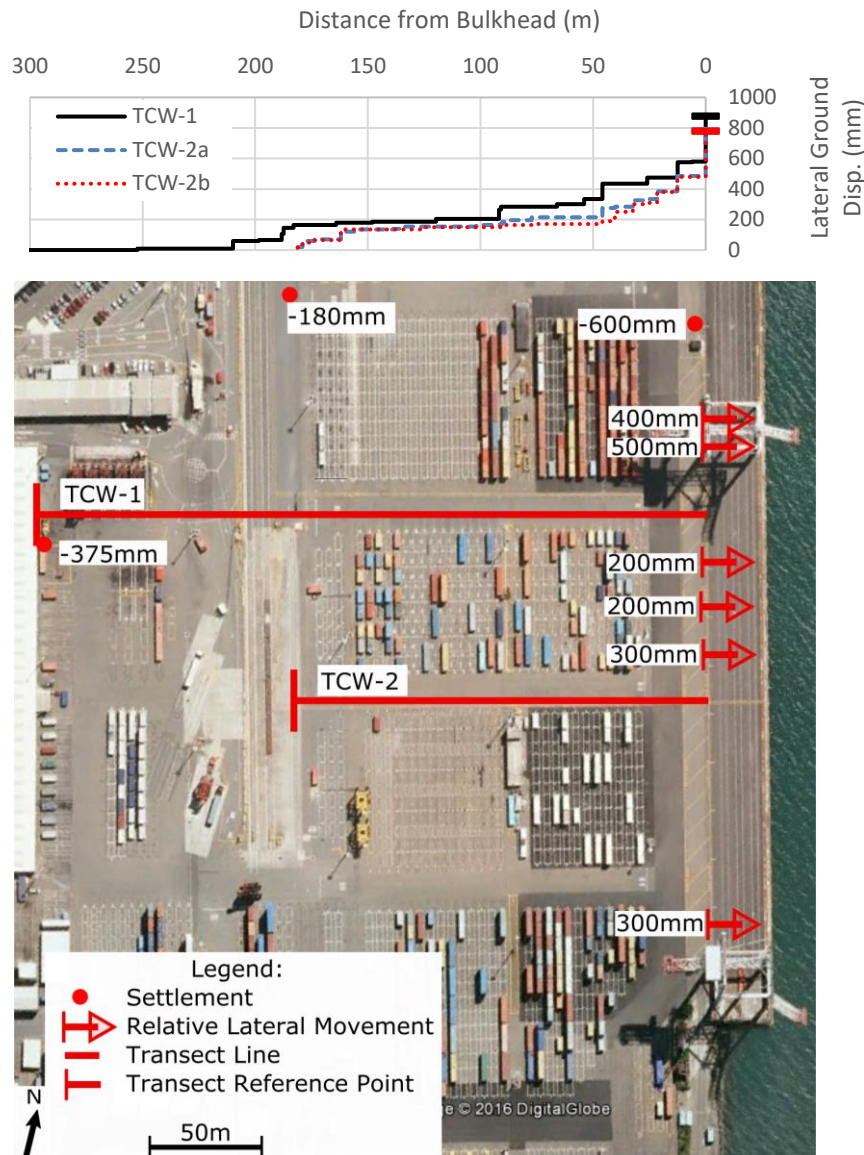 Distance from Bulkhead (m)
300 250 200 150 100 50 0
1000
800
600
400
200
0
Lateral Ground
Disp. (mm)
TCW-1
TCW-2a
TCW-2b
-180mm
-600mm
400mm
500mm
TCW-1
-375mm
200mm
200mm
300mm
TCW-2
300mm
Legend:
Settlement
Relative Lateral Movement
Transect Line
Transect Reference Point
N
50m
© 2016 DigitalGlobe